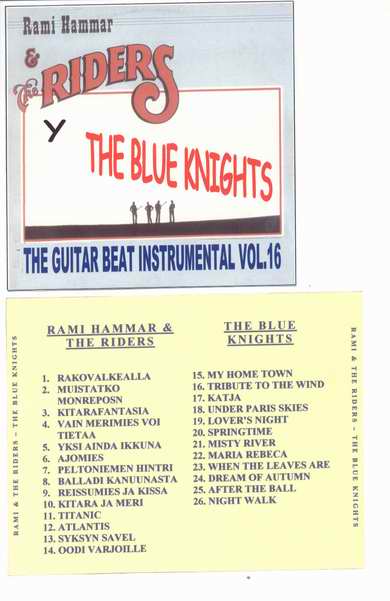 Rami Hammar
&
The RIDERS
Y
THE BLUE KNIGHTS
THE GUITAR BEAT INSTRUMENTAL VOL.16
RAMI HAMMAR &
THE RIDERS
1. RAKOVALKEALLA
2. MUISTATKO
MONREPOSN
3. KITARAFANTASIA
4. VAIN MERIMIES VOI
TIETAA
5. YKSI AINDA IKKUNA
6. AJOMIES
7. PELTONIEMEN HINTRI
8. BALLADI KANUUNASTA
9. REISSUMIES JA KISSA
10. KITARA JA MERI
11. TITANIC
12. ATLANTIS
13. SYKSYN SAVEL
14. OODI VARJOILLE
THE BLUE
KNIGHTS
15. MY HOME TOWN
16. TRIBUTE TO THE WIND
17. KATJA
18. UNDER PARIS SKIES
19. LOVER'S NIGHT
20. SPRINGTIME
21. MISTY RIVER
22. MARIA REBECA
23. WHEN THE LEAVES ARE
24. DREAM OF AUTUMN
25. AFTER THE BALL
26. NIGHT WALK
RAMI & THE RIDERS – THE BLUE KNIGHTS
RAMI & THE RIDERS – THE BLUE KNIGHTS